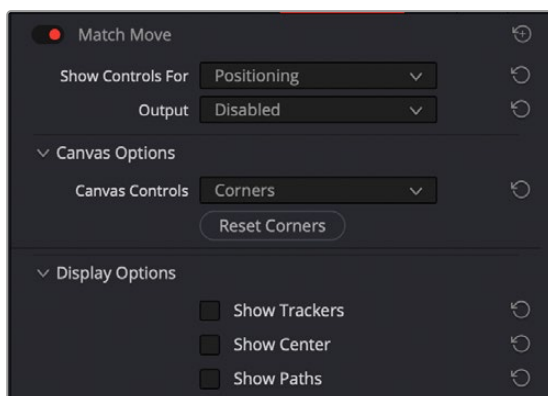 Match Move
Show Controls For Positioning
Output Disabled
Canvas Options
Canvas Controls Corners
Reset Corners
Display Options
Show Trackers
Show Center
Show Paths